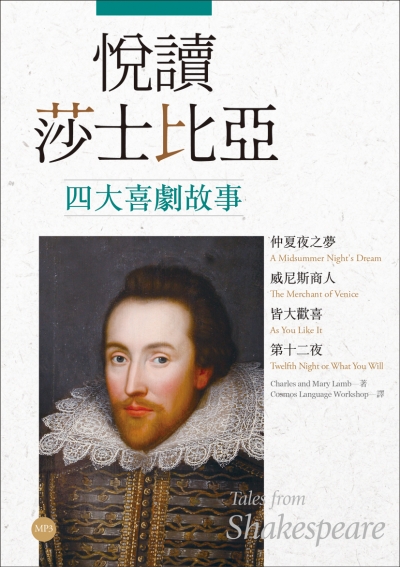 悅讀
莎士比亞
四大喜劇故事
仲夏夜之夢
A Midsummer Night's Dream
威尼斯商人
The Merchant of Venice
皆大歡喜
As You Like It
第十二夜
Twelfth Night or What You Will
Charles and Mary Lamb—著
Cosmos Language Workshop—譯
Tales from
Shakespeare
MP3